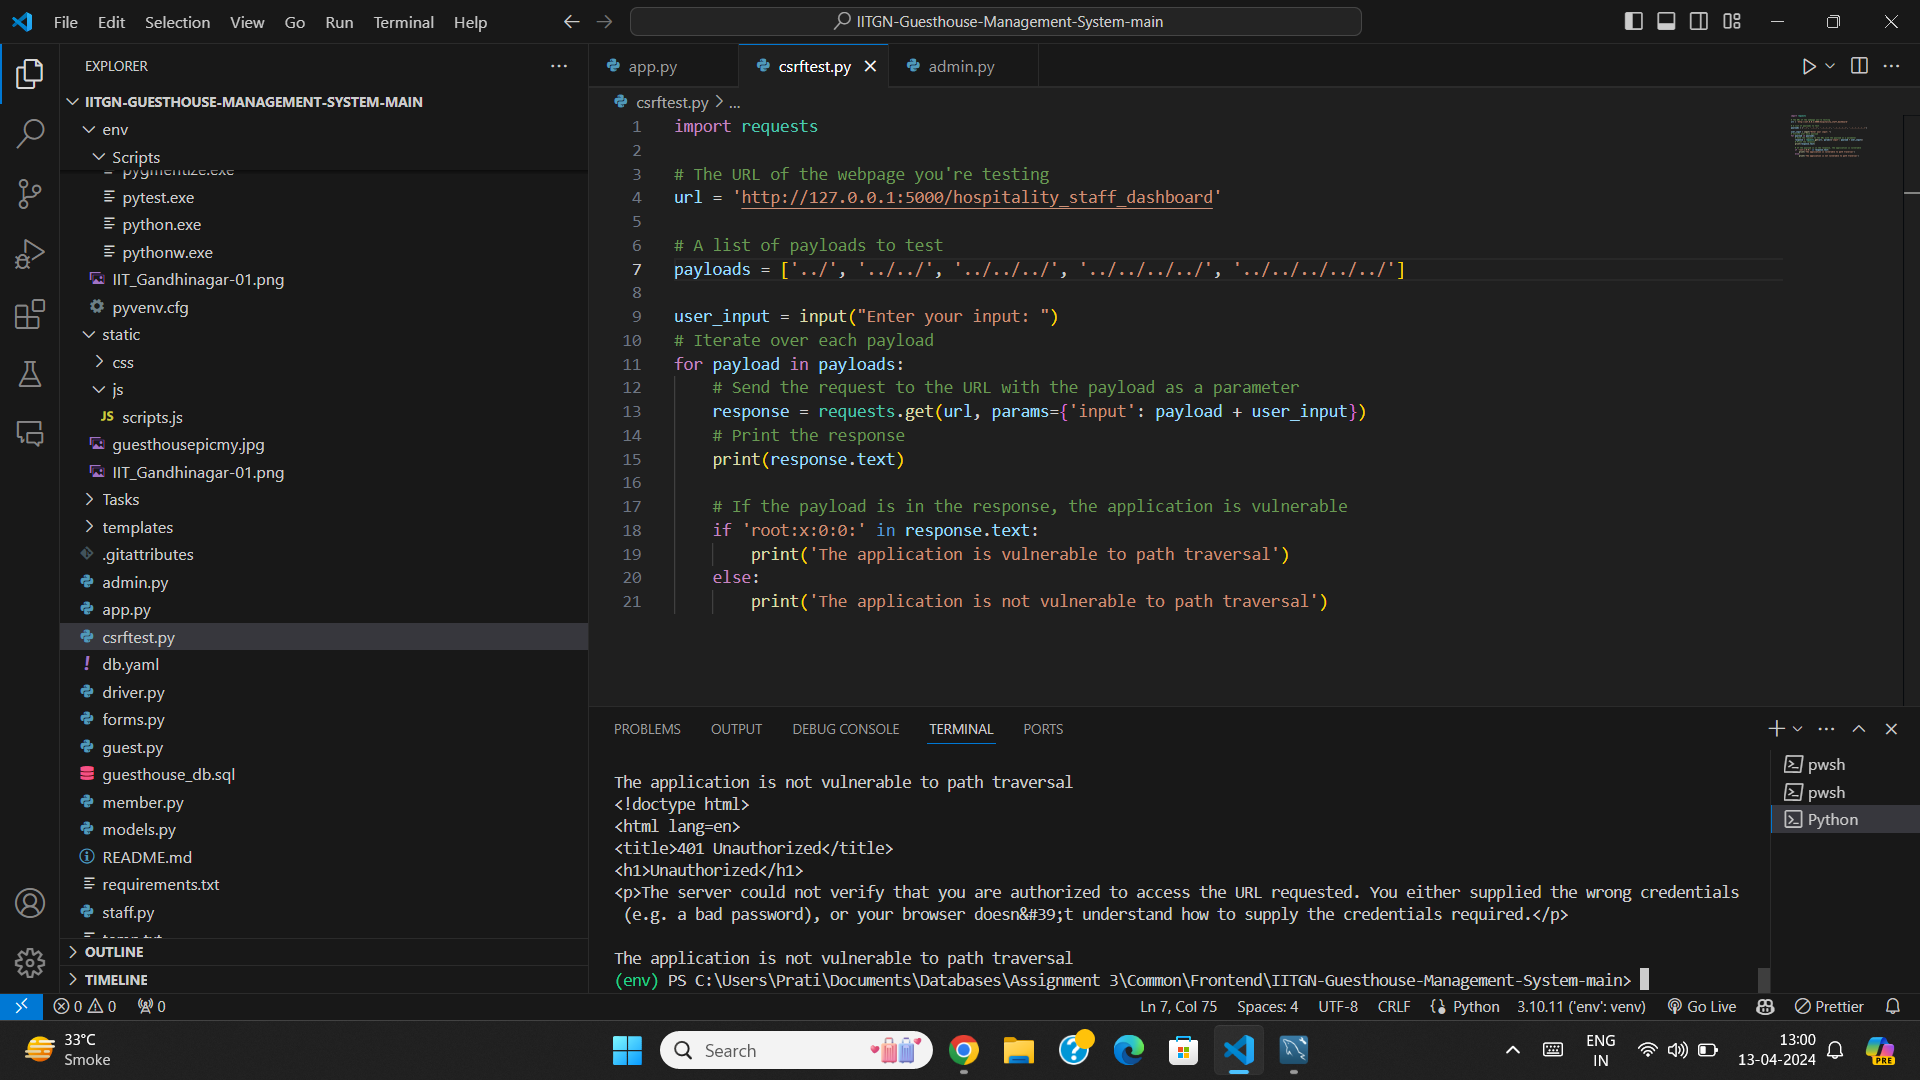 File Edit Selection View Go Run Terminal Help
IITGN-Guesthouse-Management-System-main
EXPLORER
IITGN-GUESTHOUSE-MANAGEMENT-SYSTEM-MAIN
env
Scripts
pygmentize.exe
pytest.exe
python.exe
pythonw.exe
IIT_Gandhinagar-01.png
pyvenv.cfg
static
css
js
JS scripts.js
guesthousepicmy.jpg
IIT_Gandhinagar-01.png
Tasks
templates
.gitattributes
admin.py
app.py
csrftest.py
! db.yaml
driver.py
forms.py
guest.py
guesthouse_db.sql
member.py
models.py
README.md
requirements.txt
staff.py
OUTLINE
TIMELINE
app.py csrftest.py admin.py
csrftest.py > ...
1 import requests
2
3 # The URL of the webpage you're testing
4 url = 'http://127.0.0.1:5000/hospitality_staff_dashboard'
5
6 # A list of payloads to test
7 payloads = ['../', '../../', '../../../', '../../../../', '../../../../../']
8
9 user_input = input("Enter your input: ")
10 # Iterate over each payload
11 for payload in payloads:
12 # Send the request to the URL with the payload as a parameter
13 response = requests.get(url, params={'input': payload + user_input})
14 # Print the response
15 print(response.text)
16
17 # If the payload is in the response, the application is vulnerable
18 if 'root:x:0:0:' in response.text:
19 print('The application is vulnerable to path traversal')
20 else:
21 print('The application is not vulnerable to path traversal')
PROBLEMS OUTPUT DEBUG CONSOLE TERMINAL PORTS
The application is not vulnerable to path traversal
<!doctype html>
<html lang=en>
<title>401 Unauthorized</title>
<h1>Unauthorized</h1>
<p>The server could not verify that you are authorized to access the URL requested. You either supplied the wrong credentials
(e.g. a bad password), or your browser doesn&#39;t understand how to supply the credentials required.</p>
The application is not vulnerable to path traversal
(env) PS C:\Users\Prati\Documents\Databases\Assignment 3\Common\Frontend\IITGN-Guesthouse-Management-System-main>
pwsh
pwsh
Python
0 0 0
Ln 7, Col 75 Spaces: 4 UTF-8 CRLF Python 3.10.11 ('env': venv) Go Live Prettier
33°C
Smoke
Search
ENG
IN
13:00
13-04-2024
PRE